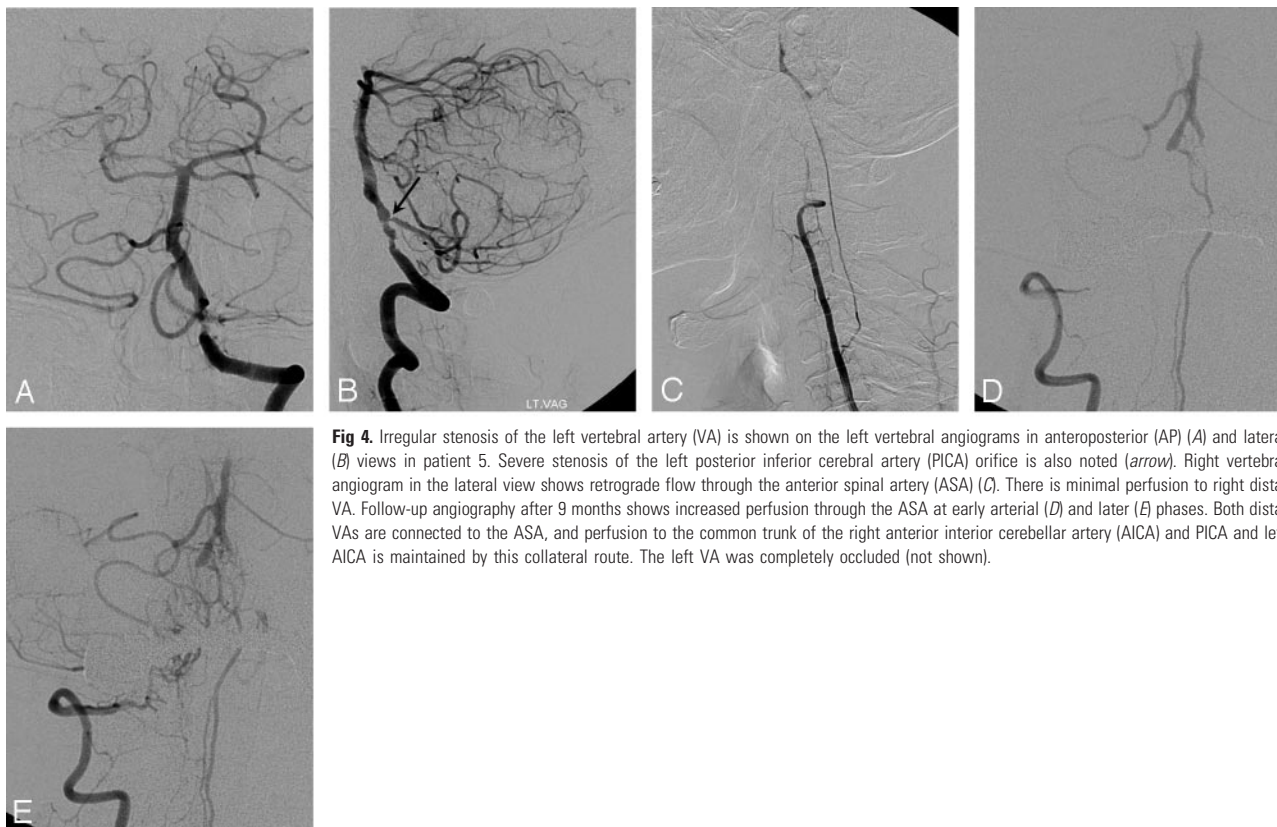 A
B
LT.VAG
C
D
E
Fig 4. Irregular stenosis of the left vertebral artery (VA) is shown on the left vertebral angiograms in anteroposterior (AP) (A) and latera
(B) views in patient 5. Severe stenosis of the left posterior inferior cerebral artery (PICA) orifice is also noted (arrow). Right vertebra
angiogram in the lateral view shows retrograde flow through the anterior spinal artery (ASA) (C). There is minimal perfusion to right dista
VA. Follow-up angiography after 9 months shows increased perfusion through the ASA at early arterial (D) and later (E) phases. Both dista
VAs are connected to the ASA, and perfusion to the common trunk of the right anterior interior cerebellar artery (AICA) and PICA and le
AICA is maintained by this collateral route. The left VA was completely occluded (not shown).